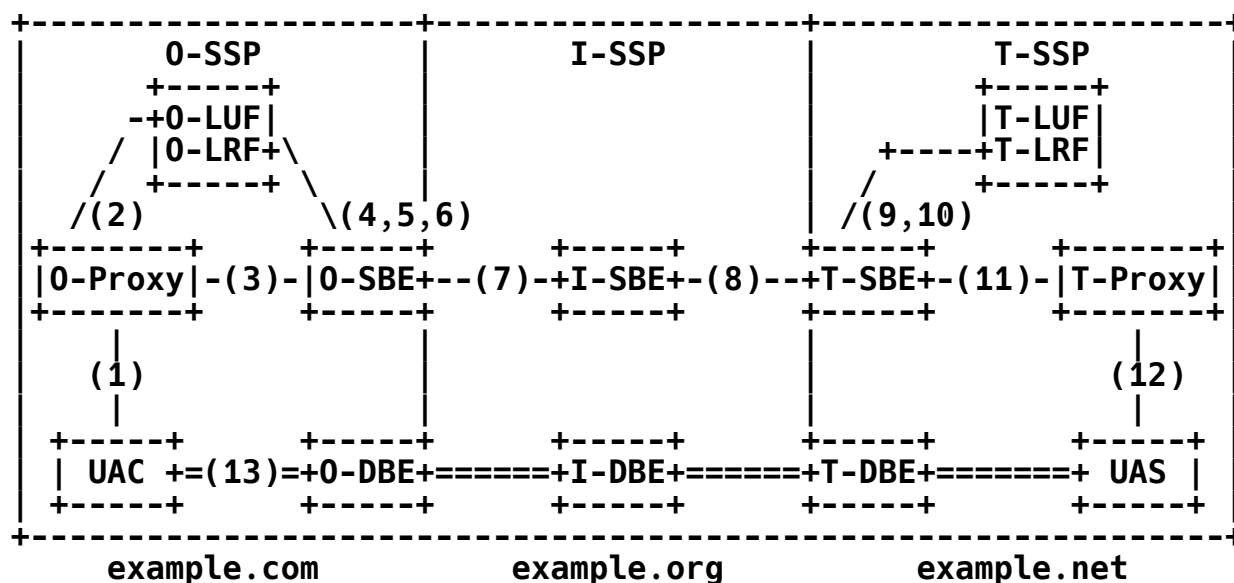 +---------------------+------------------+----------------------+
|       O-SSP         |      I-SSP       |        T-SSP         |
|      +-----+        |                  |       +-----+
|     -+O-LUF|        |                  |       |T-LUF|
|    / |O-LRF+\       |                  |  +----+T-LRF|
|   /  +-----+ \      |                  | /     +-----+
|  /(2)         \(4,5,6)                 |/(9,10)
|+-------+    +-----+     +-----+     +-----+     +-------+
||O-Proxy|-(3)-|O-SBE+--(7)-+I-SBE+-(8)--+T-SBE+-(11)-|T-Proxy|
|+-------+    +-----+     +-----+     +-----+     +-------+
|   |                |                  |                |
|  (1)               |                  |              (12)
|   |                |                  |                |
| +-----+     +-----+     +-----+     +-----+      +-----+
| | UAC +=(13)=+O-DBE+======+I-DBE+======+T-DBE+=======+ UAS |
| +-----+     +-----+     +-----+     +-----+      +-----+
+---------------------------------------------------------------+
example.com          example.org          example.net